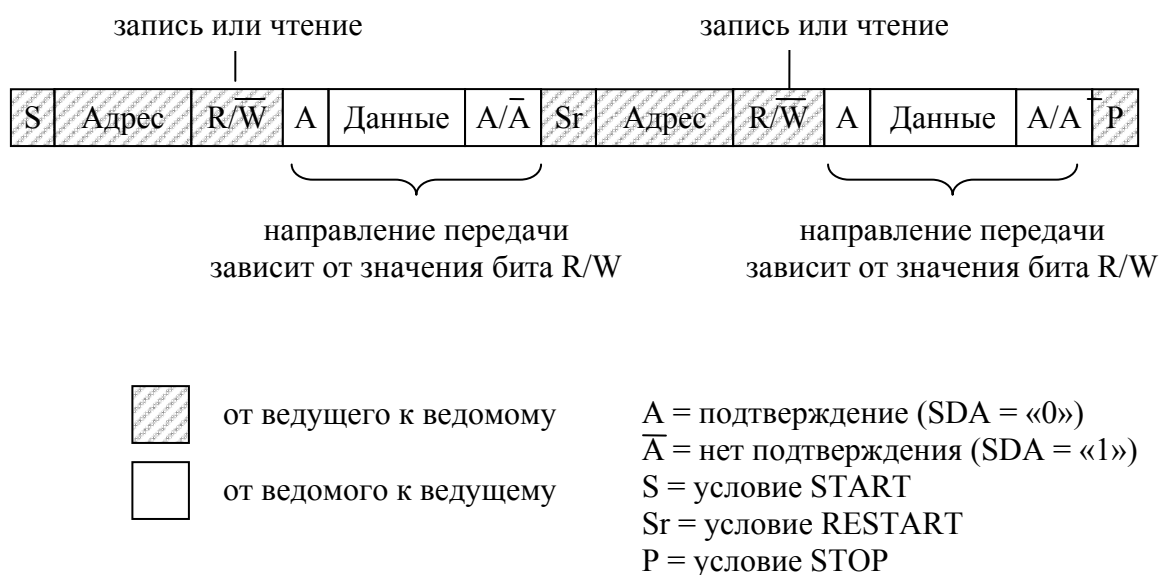 запись или чтение запись или чтение
S Адрес R/W̅ A Данные A/A̅ Sr Адрес R/W̅ A Данные A/A̅ P
направление передачи направление передачи
зависит от значения бита R/W зависит от значения бита R/W
от ведущего к ведомому
от ведомого к ведущему
A = подтверждение (SDA = «0»)
A̅ = нет подтверждения (SDA = «1»)
S = условие START
Sr = условие RESTART
P = условие STOP